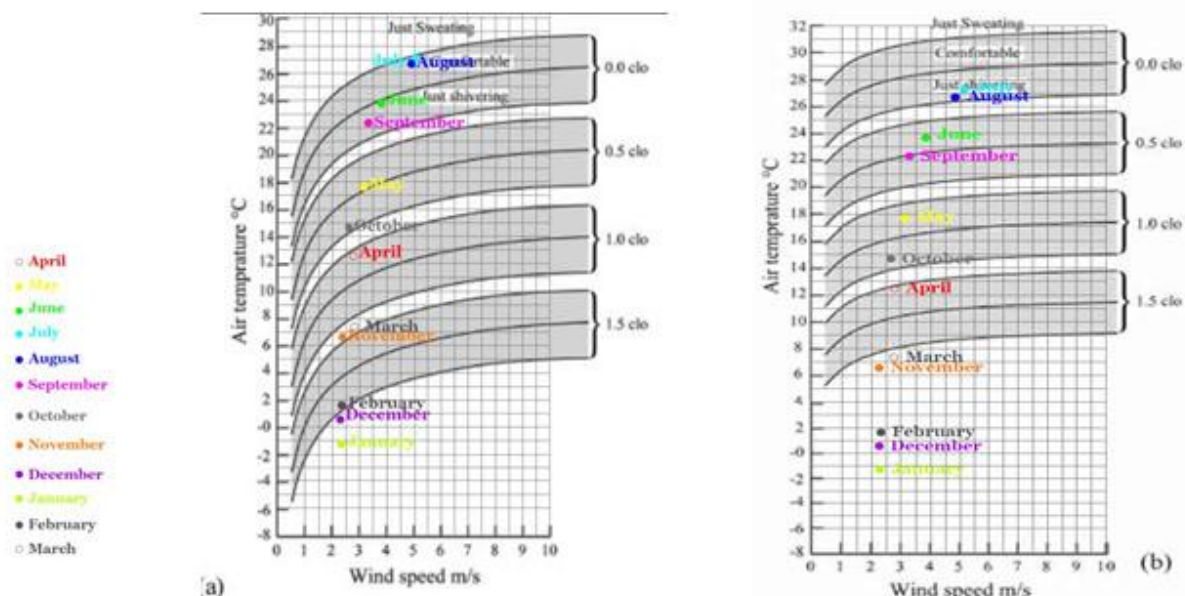 April
May
June
July
August
September
October
November
December
January
February
March
Air temprature °C
30
28
26
24
22
20
18
16
14
12
10
8
6
4
2
-0
-2
-4
-6
-8
Just Sweating
July
August
Comfortable
June
Just shivering
September
May
October
April
March
November
February
December
January
0.0 clo
0.5 clo
1.0 clo
1.5 clo
0 1 2 3 4 5 6 7 8 9 10
Wind speed m/s
(a)
Air temprature °C
32
30
28
26
24
22
20
18
16
14
12
10
8
6
4
2
-0
-2
-4
-8
Just Sweating
Comfortable
Just shivering
August
June
September
May
October
April
March
November
February
December
January
0.0 clo
0.5 clo
1.0 clo
1.5 clo
0 1 2 3 4 5 6 7 8 9 10
Wind speed m/s
(b)